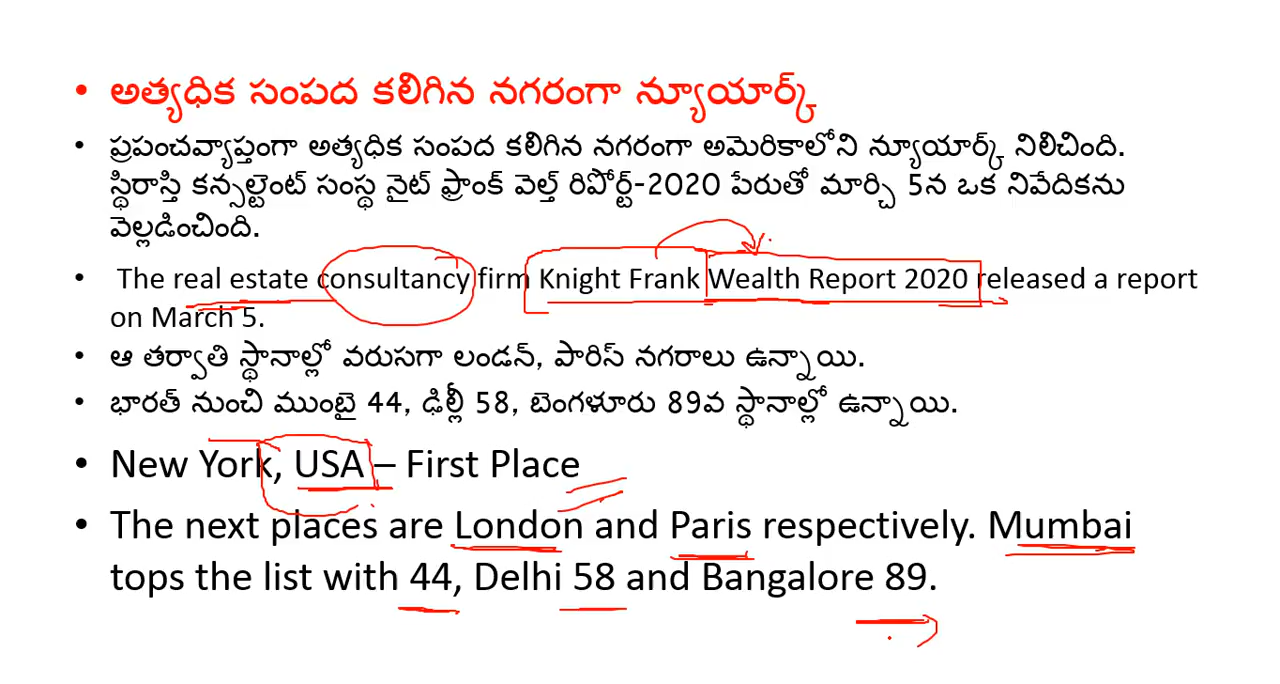 • అత్యధిక సంపద కలిగిన నగరంగా న్యూయార్క్
• ప్రపంచవ్యాప్తంగా అత్యధిక సంపద కలిగిన నగరంగా అమెరికాలోని న్యూయార్క్ నిలిచింది.
స్థిరాస్తి కన్సల్టెంట్ సంస్థ నైట్ ఫ్రాంక్ వెల్త్ రిపోర్ట్-2020 పేరుతో మార్చి 5న ఒక నివేదికను
వెల్లడించింది.
• The real estate consultancy firm Knight Frank Wealth Report 2020 released a report
on March 5.
• ఆ తర్వాతి స్థానాల్లో వరుసగా లండన్, పారిస్ నగరాలు ఉన్నాయి.
• భారత్ నుంచి ముంబై 44, ఢిల్లీ 58, బెంగళూరు 89వ స్థానాల్లో ఉన్నాయి.
• New York, USA – First Place
• The next places are London and Paris respectively. Mumbai
tops the list with 44, Delhi 58 and Bangalore 89.